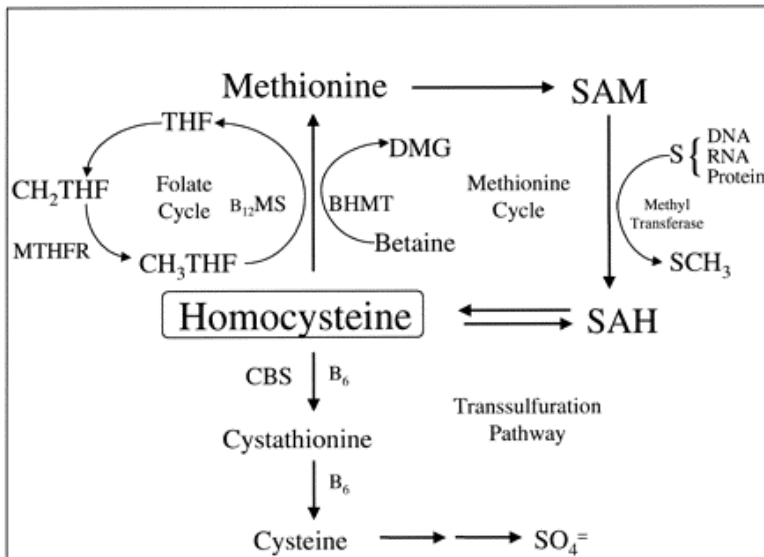 Methionine
SAM
THF
DMG
S { DNA
RNA
Protein
CH₂THF
Folate
Cycle
B₁₂MS
BHMT
Methionine
Cycle
Methyl
Transferase
MTHFR
CH₃THF
Betaine
SCH₃
Homocysteine
SAH
CBS
B₆
Transsulfuration
Pathway
Cystathionine
B₆
Cysteine
SO₄⁼